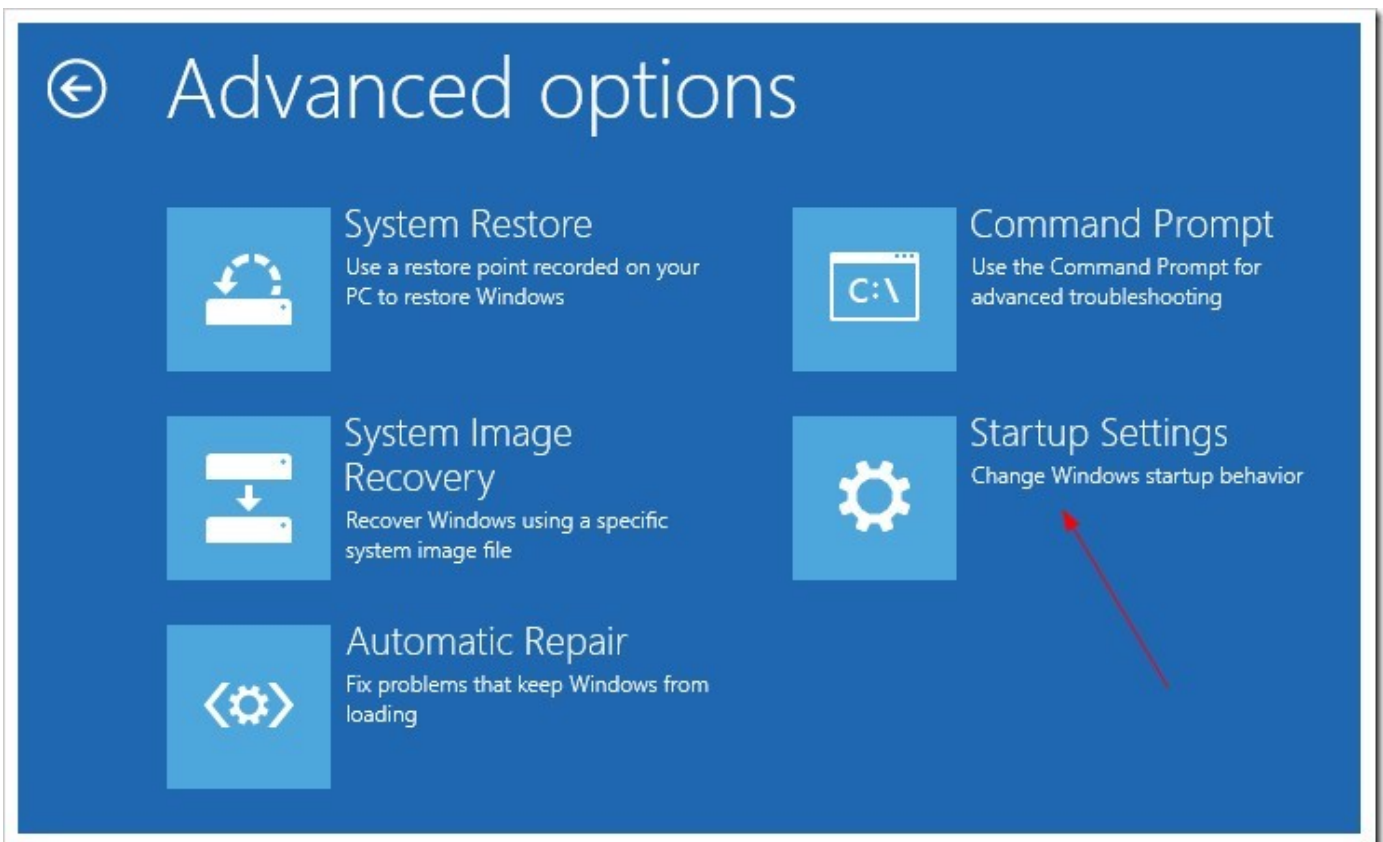 Advanced options
System Restore
Use a restore point recorded on your
PC to restore Windows
Command Prompt
Use the Command Prompt for
advanced troubleshooting
C:\
System Image
Recovery
Recover Windows using a specific
system image file
Startup Settings
Change Windows startup behavior
Automatic Repair
Fix problems that keep Windows from
loading